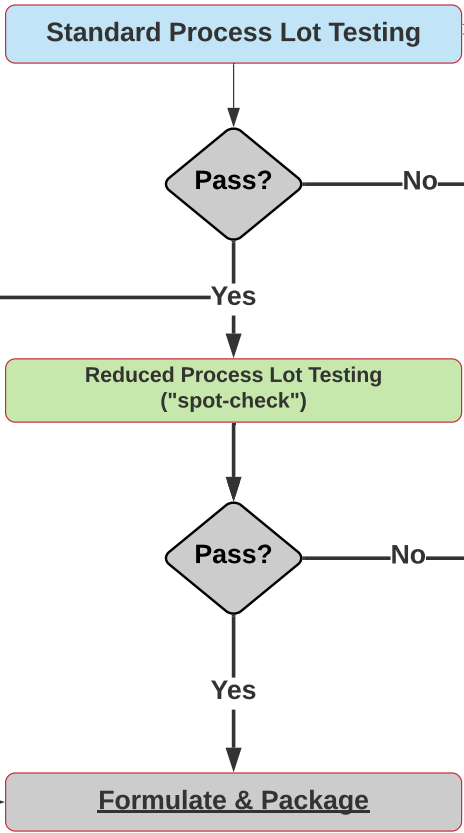 Standard Process Lot Testing
Pass?
No
Yes
Reduced Process Lot Testing
("spot-check")
Pass?
No
Yes
Formulate & Package